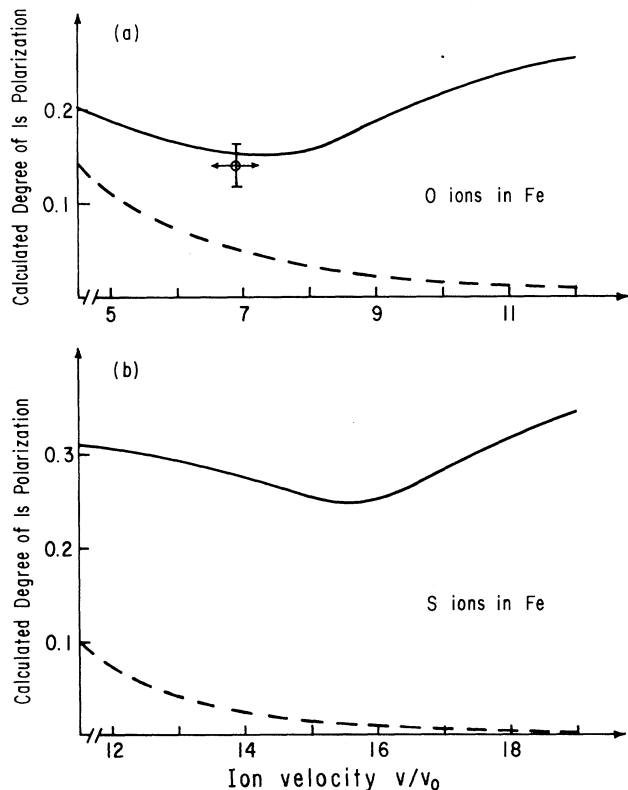 (a)
Calculated Degree of 1s Polarization
0.2
0.1
O ions in Fe
5 7 9 11
(b)
Calculated Degree of 1s Polarization
0.3
0.2
0.1
S ions in Fe
12 14 16 18
Ion velocity v/v₀